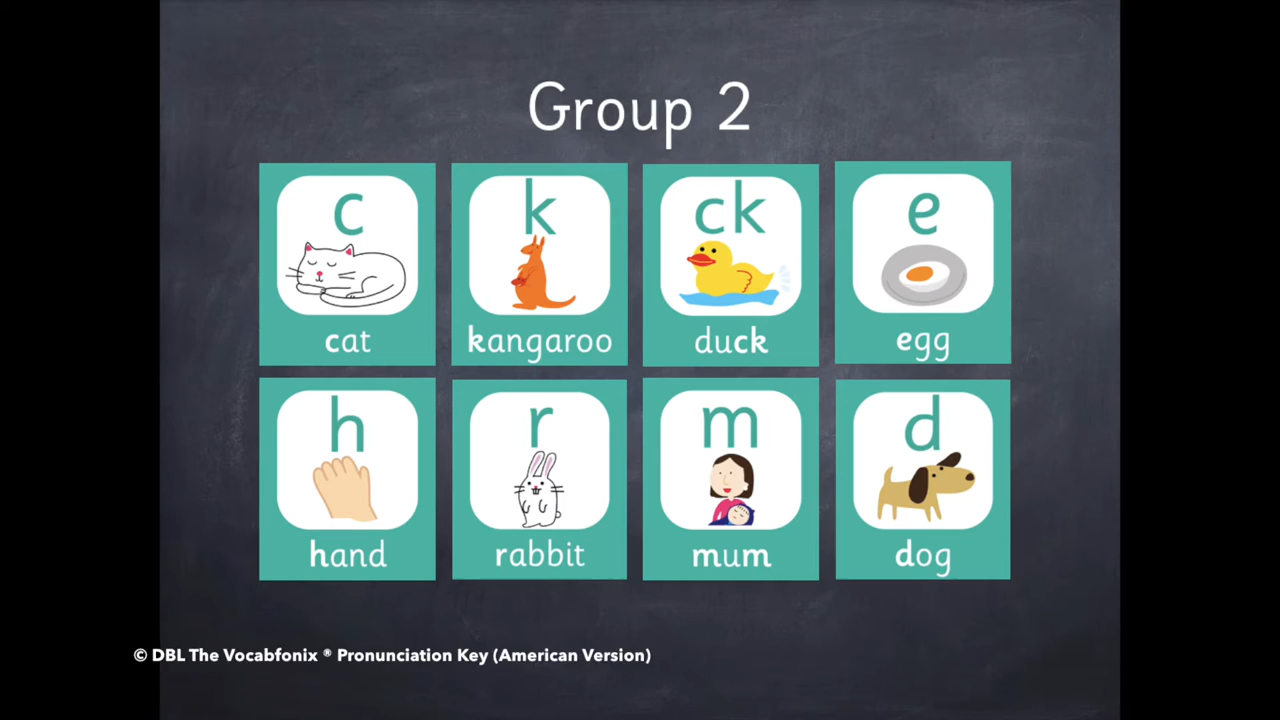 Group 2
c k ck e
cat kangaroo duck egg
h r m d
hand rabbit mum dog
© DBL The Vocabfonix ® Pronunciation Key (American Version)